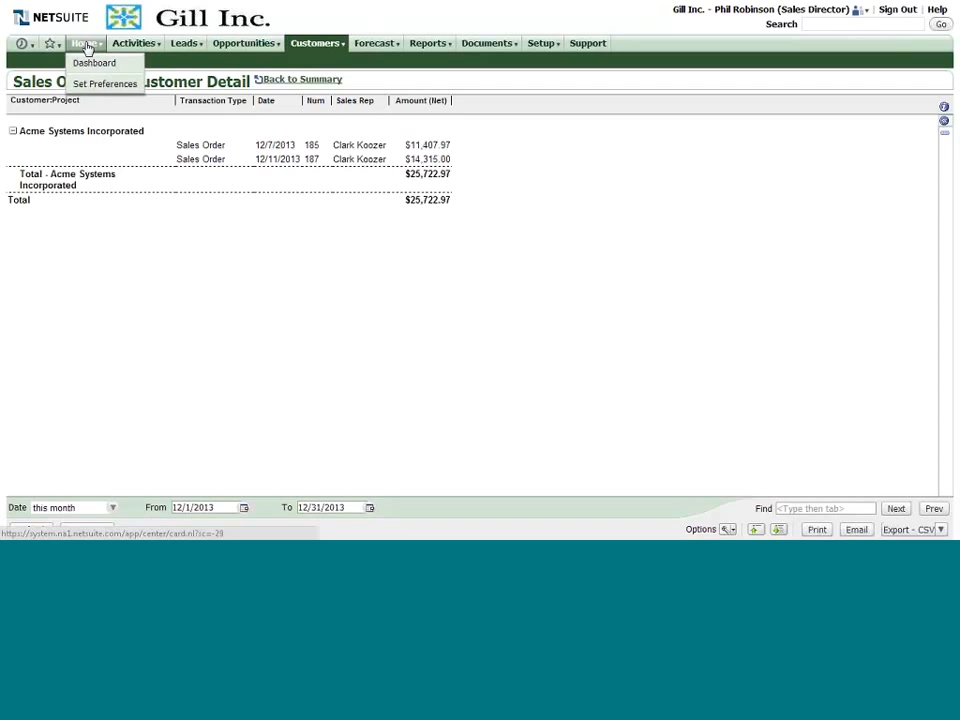 NETSUITE Gill Inc. Gill Inc. - Phil Robinson (Sales Director) Sign Out Help
Search Go
Home Activities Leads Opportunities Customers Forecast Reports Documents Setup Support
Dashboard
Set Preferences
Sales O ustomer Detail Back to Summary
Customer:Project Transaction Type Date Num Sales Rep Amount (Net)
Acme Systems Incorporated
Sales Order 12/7/2013 185 Clark Koozer $11,407.97
Sales Order 12/11/2013 187 Clark Koozer $14,315.00
Total - Acme Systems $25,722.97
Incorporated
Total $25,722.97
Date this month From 12/1/2013 To 12/31/2013 Find <Type then tab> Next Prev
https://system.na1.netsuite.com/app/center/card.nl?sc=-29
Options Print Email Export - CSV